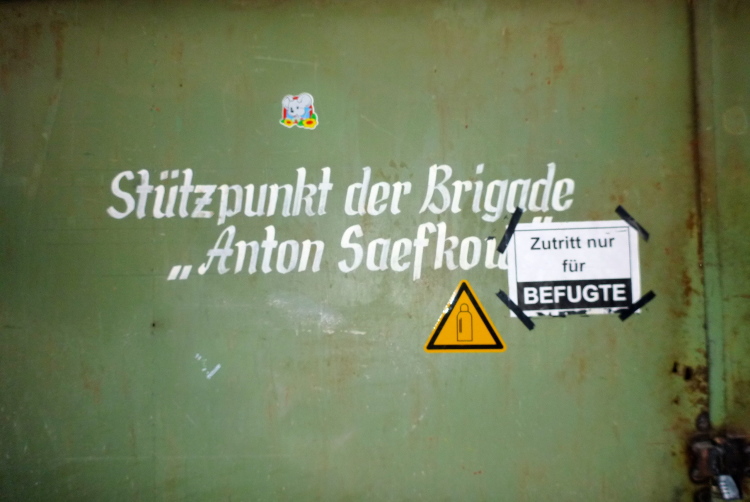 Stützpunkt der Brigade
„Anton Saefkow“
Zutritt nur
für
BEFUGTE